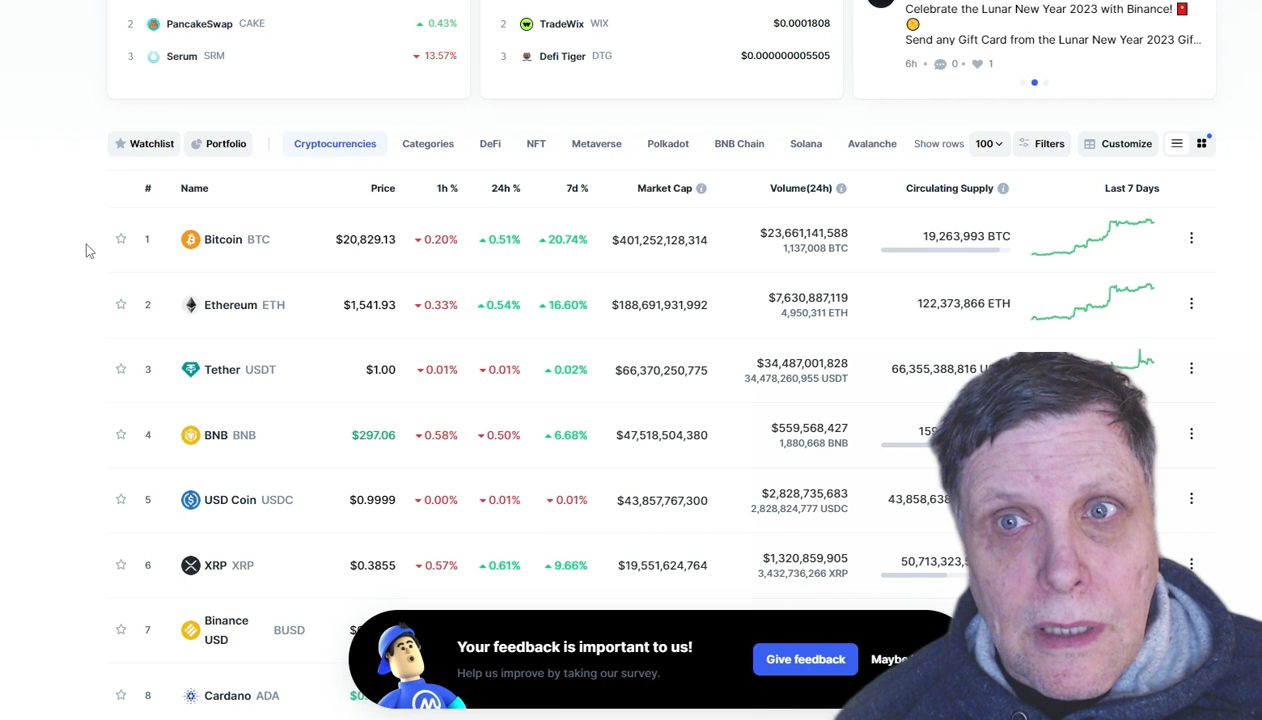 2 PancakeSwap CAKE 0.43%
3 Serum SRM 13.57%
2 TradeWix WIX $0.0001808
3 Defi Tiger DTG $0.000000005505
Celebrate the Lunar New Year 2023 with Binance! 🧧
Send any Gift Card from the Lunar New Year 2023 Gif...
6h • 0 • 1
Watchlist Portfolio Cryptocurrencies Categories DeFi NFT Metaverse Polkadot BNB Chain Solana Avalanche Show rows 100 Filters Customize
# Name Price 1h % 24h % 7d % Market Cap Volume(24h) Circulating Supply Last 7 Days
1 Bitcoin BTC $20,829.13 0.20% 0.51% 20.74% $401,252,128,314 $23,661,141,588 19,263,993 BTC
1,137,008 BTC
2 Ethereum ETH $1,541.93 0.33% 0.54% 16.60% $188,691,931,992 $7,630,887,119 122,373,866 ETH
4,950,311 ETH
3 Tether USDT $1.00 0.01% 0.01% 0.02% $66,370,250,775 $34,487,001,828 66,355,388,816
34,478,260,955 USDT
4 BNB BNB $297.06 0.58% 0.50% 6.68% $47,518,504,380 $559,568,427
1,880,668 BNB
5 USD Coin USDC $0.9999 0.00% 0.01% 0.01% $43,857,767,300 $2,828,735,683
2,828,824,777 USDC
6 XRP XRP $0.3855 0.57% 0.61% 9.66% $19,551,624,764 $1,320,859,905
3,432,736,266 XRP
7 Binance USD BUSD
8 Cardano ADA
Your feedback is important to us!
Help us improve by taking our survey.
Give feedback